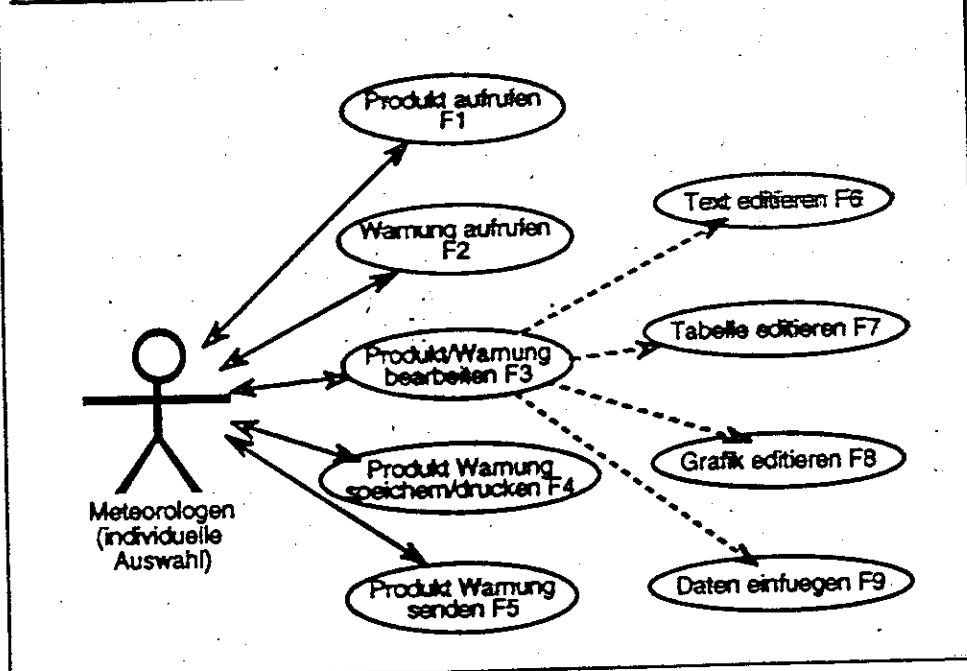 Produkt aufrufen
F1
Text editieren F6
Warnung aufrufen
F2
Tabelle editieren F7
Produkt/Warnung
bearbeiten F3
Grafik editieren F8
Produkt Warnung
speichern/drucken F4
Meteorologen
(individuelle
Auswahl)
Produkt Warnung
senden F5
Daten einfuegen F9